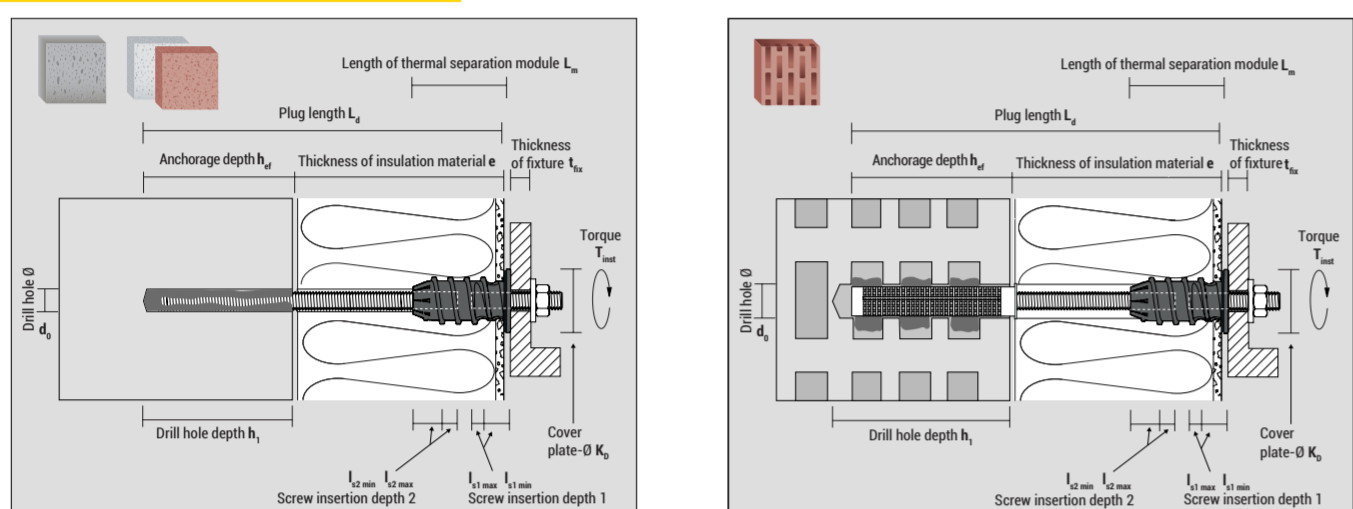 Length of thermal separation module Lm
Plug length Ld
Thickness
of fixture tfix
Anchorage depth hef
Thickness of insulation material e
Torque
Tinst
Drill hole Ø
d0
Drill hole depth h1
Cover
plate-Ø KD
ls2 min ls2 max
Screw insertion depth 2
ls1 max ls1 min
Screw insertion depth 1
Length of thermal separation module Lm
Plug length Ld
Thickness
of fixture tfix
Anchorage depth hef
Thickness of insulation material e
Torque
Tinst
Drill hole Ø
d0
Drill hole depth h1
Cover
plate-Ø KD
ls2 min ls2 max
Screw insertion depth 2
ls1 max ls1 min
Screw insertion depth 1